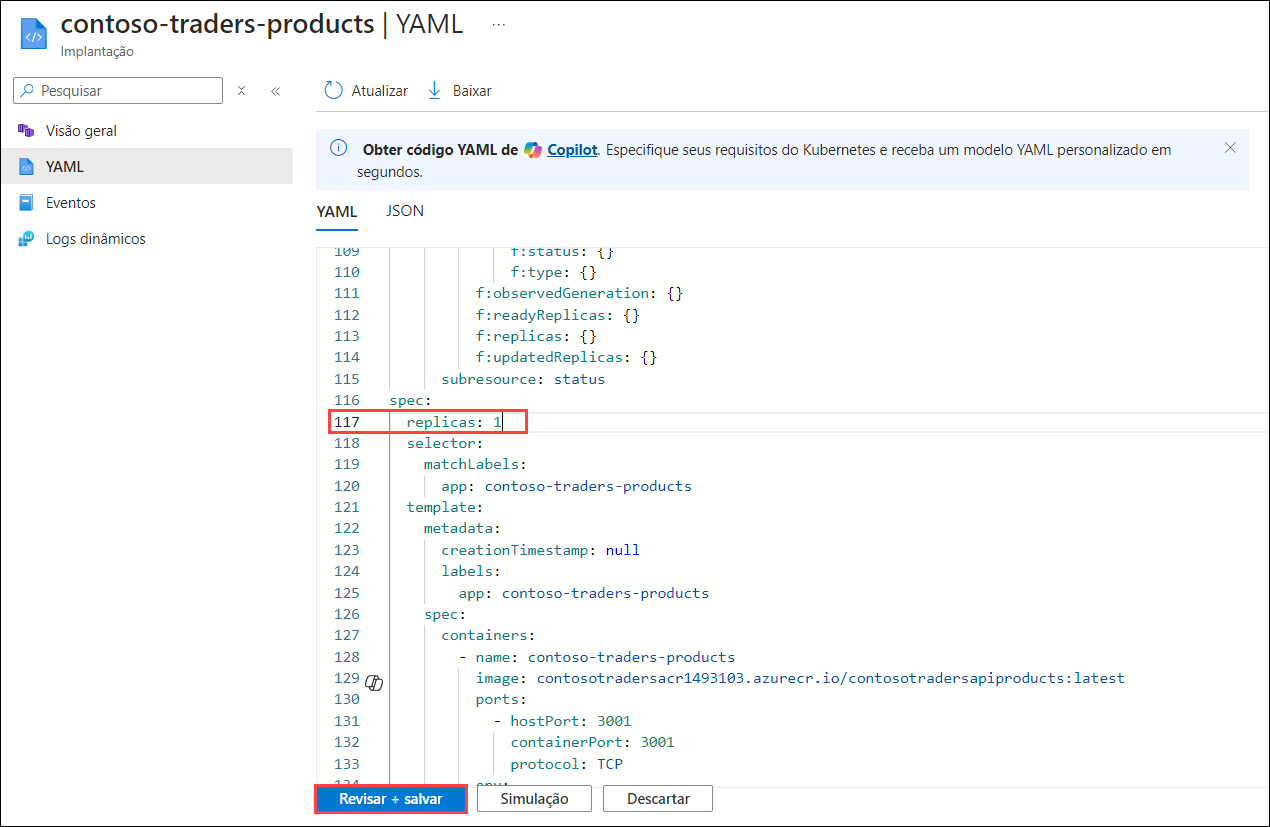 contoso-traders-products | YAML ...
Implantação
Pesquisar
Visão geral
YAML
Eventos
Logs dinâmicos
Atualizar
Baixar
Obter código YAML de Copilot. Especifique seus requisitos do Kubernetes e receba um modelo YAML personalizado em
segundos.
YAML JSON
109 f:status: {}
110 f:type: {}
111 f:observedGeneration: {}
112 f:readyReplicas: {}
113 f:replicas: {}
114 f:updatedReplicas: {}
115 subresource: status
116 spec:
117 replicas: 1
118 selector:
119 matchLabels:
120 app: contoso-traders-products
121 template:
122 metadata:
123 creationTimestamp: null
124 labels:
125 app: contoso-traders-products
126 spec:
127 containers:
128 - name: contoso-traders-products
129 image: contosotradersacr1493103.azurecr.io/contosotradersapiproducts:latest
130 ports:
131 - hostPort: 3001
132 containerPort: 3001
133 protocol: TCP
134 env:
Revisar + salvar
Simulação
Descartar